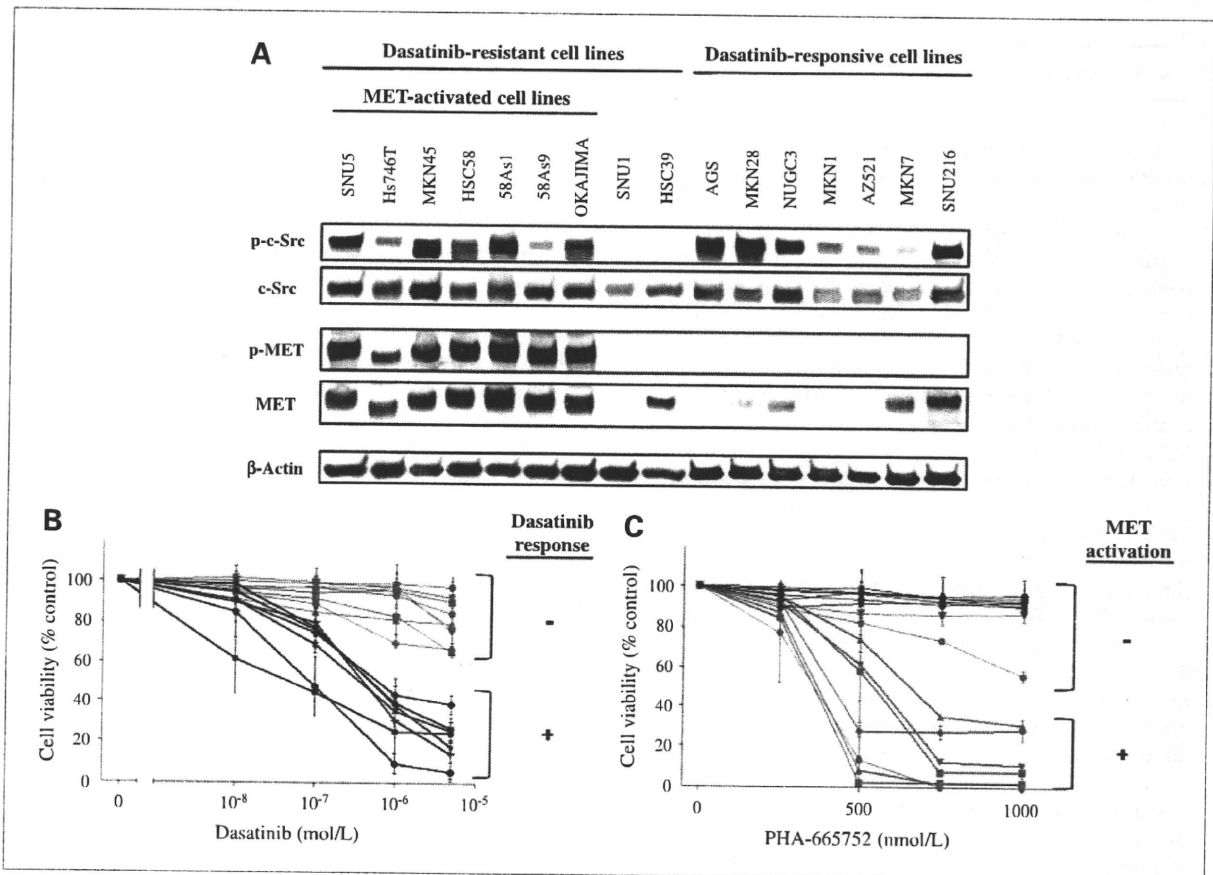 A
Dasatinib-resistant cell lines
Dasatinib-responsive cell lines
MET-activated cell lines
SNU5
Hs746T
MKN45
HSC58
58As1
58As9
OKAJIMA
SNU1
HSC39
AGS
MKN28
NUGC3
MKN1
AZ521
MKN7
SNU216
p-c-Src
c-Src
p-MET
MET
β-Actin
B
Dasatinib
response
Cell viability (% control)
100
80
60
40
20
0
-
+
0
10⁻⁸
10⁻⁷
10⁻⁶
10⁻⁵
Dasatinib (mol/L)
C
MET
activation
Cell viability (% control)
100
80
60
40
20
0
-
+
0
500
1000
PHA-665752 (nmol/L)